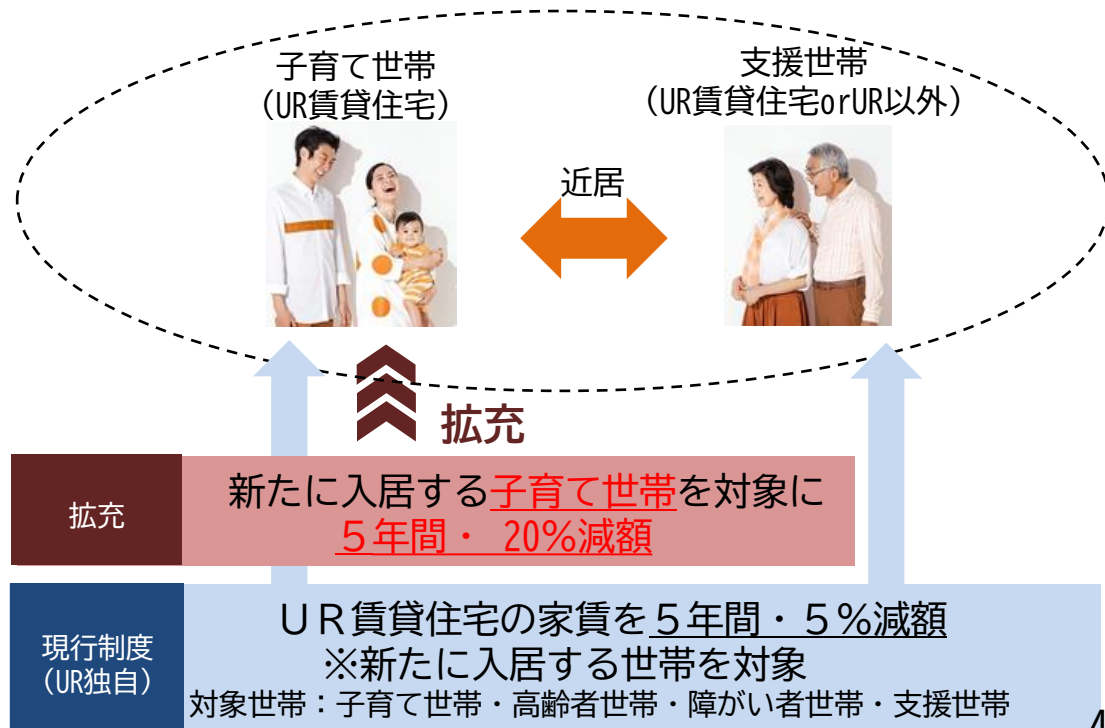 子育て世帯
（UR賃貸住宅）
支援世帯
（UR賃貸住宅orUR以外）
近居
拡充
拡充
新たに入居する子育て世帯を対象に
５年間・ 20%減額
現行制度
（UR独自）
ＵＲ賃貸住宅の家賃を５年間・５%減額
※新たに入居する世帯を対象
対象世帯：子育て世帯・高齢者世帯・障がい者世帯・支援世帯